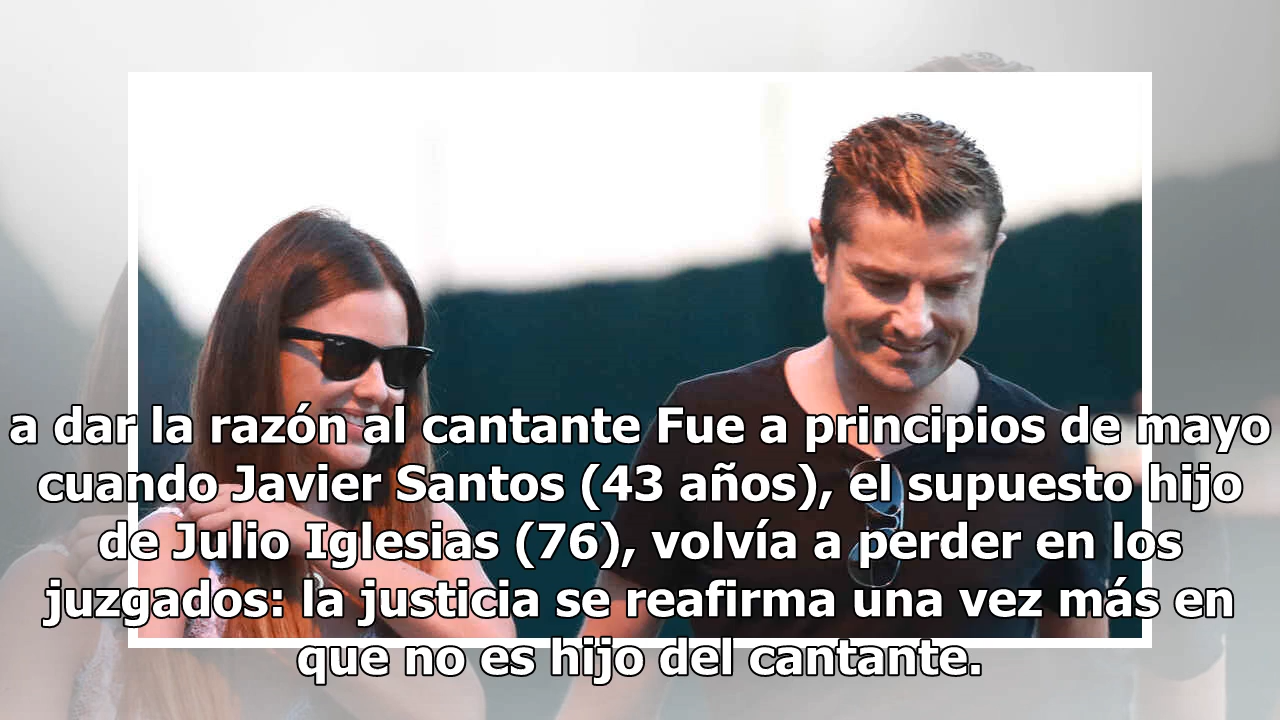 a dar la razón al cantante Fue a principios de mayo
cuando Javier Santos (43 años), el supuesto hijo
de Julio Iglesias (76), volvía a perder en los
juzgados: la justicia se reafirma una vez más en
que no es hijo del cantante.